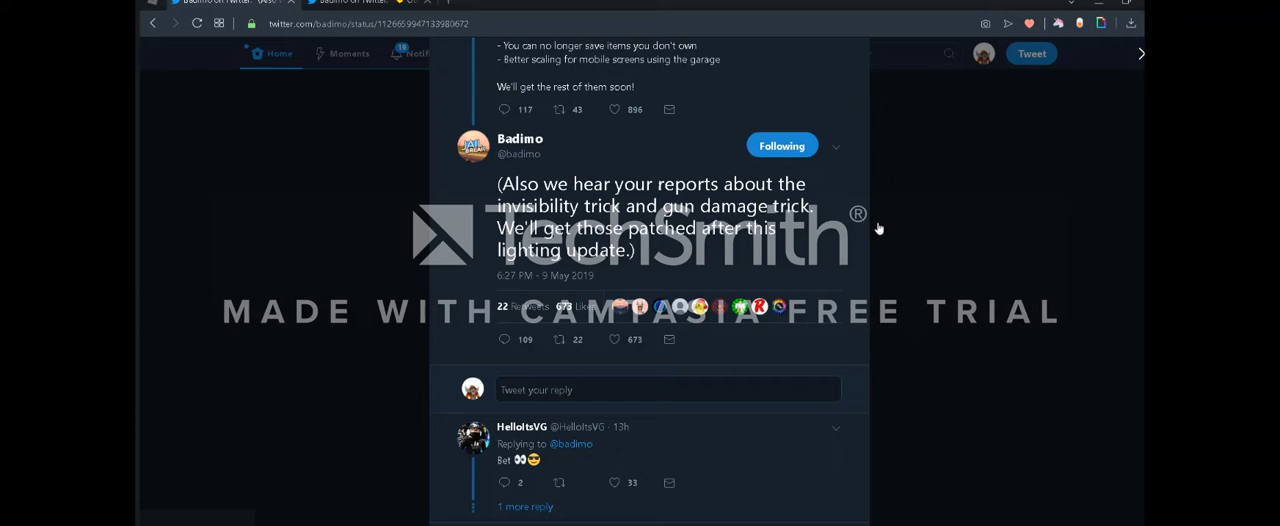 twitter.com/badimo/status/1126659947133980672
Home
Moments
19
Tweet
- You can no longer save items you don't own
- Better scaling for mobile screens using the garage
We'll get the rest of them soon!
117
43
896
Badimo
@badimo
Following
(Also we hear your reports about the
invisibility trick and gun damage trick.
We'll get those patched after this
lighting update.)
TechSmith®
6:27 PM - 9 May 2019
22 Retweets 673 Likes
MADE WITH CAMTASIA FREE TRIAL
109
22
673
Tweet your reply
HelloItsVG @HelloItsVG · 13h
Replying to @badimo
Bet 👀😎
2
33
1 more reply